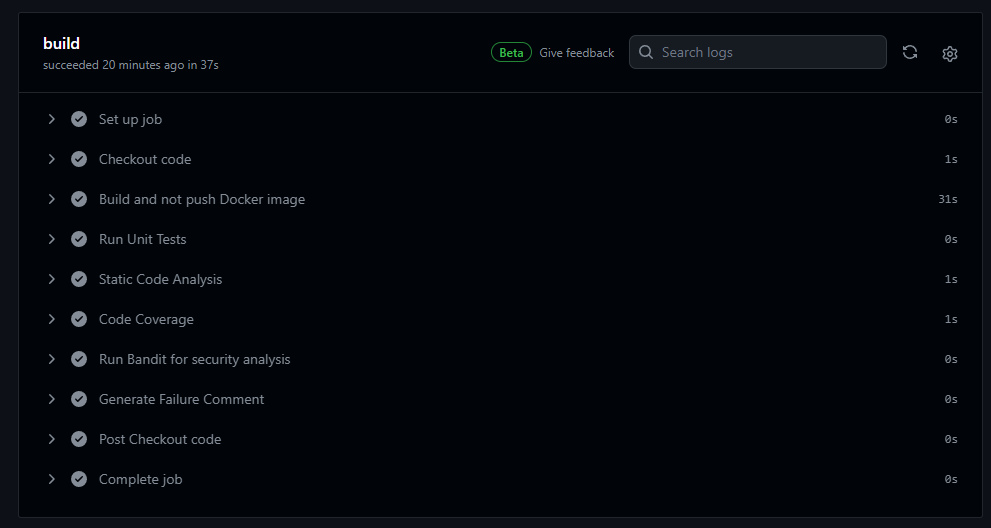 build
succeeded 20 minutes ago in 37s
Beta Give feedback
Search logs
Set up job 0s
Checkout code 1s
Build and not push Docker image 31s
Run Unit Tests 0s
Static Code Analysis 1s
Code Coverage 1s
Run Bandit for security analysis 0s
Generate Failure Comment 0s
Post Checkout code 0s
Complete job 0s